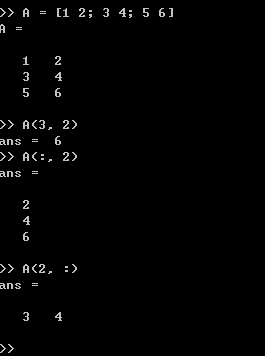 >> A = [1 2; 3 4; 5 6]
A =
1 2
3 4
5 6
>> A(3, 2)
ans = 6
>> A(:, 2)
ans =
2
4
6
>> A(2, :)
ans =
3 4
>>